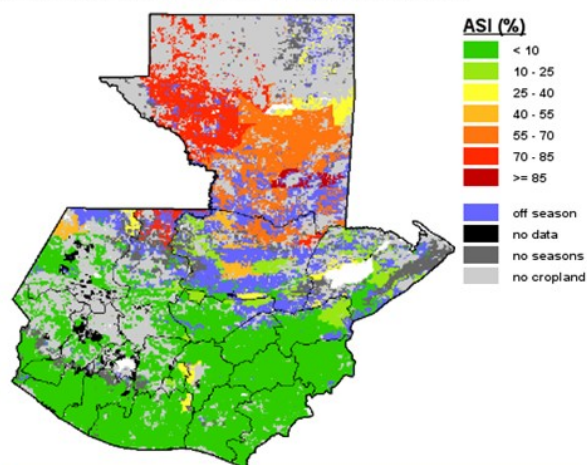 ASI (%)
< 10
10 - 25
25 - 40
40 - 55
55 - 70
70 - 85
>= 85
off season
no data
no seasons
no cropland